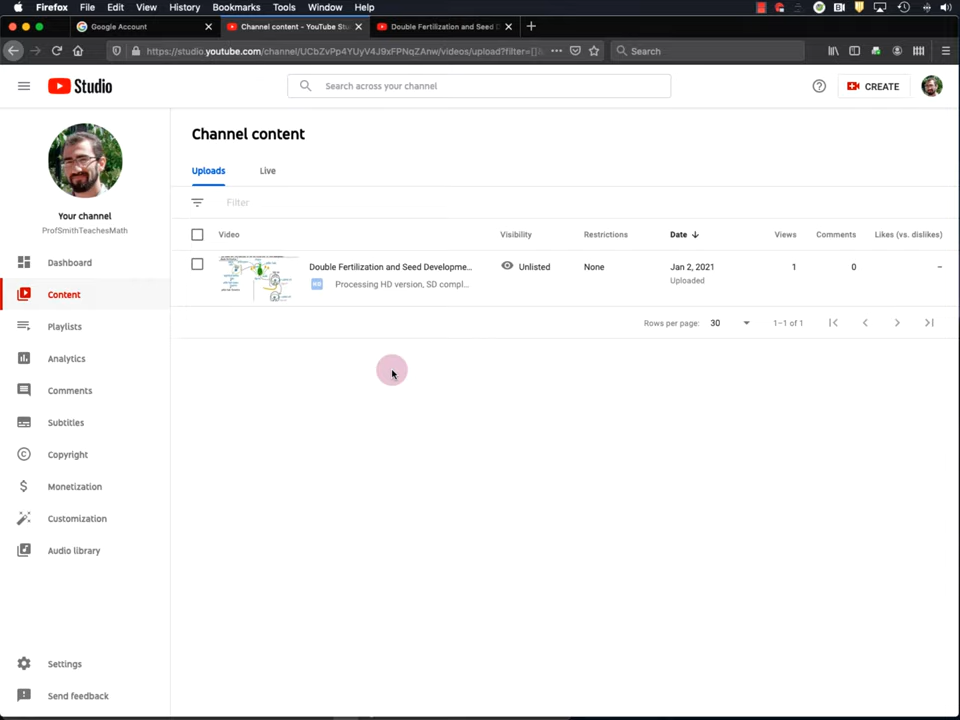 Firefox File Edit View History Bookmarks Tools Window Help
Google Account
Channel content - YouTube Stu
Double Fertilization and Seed D
https://studio.youtube.com/channel/UCbZvPp4YUyV4J9xFPNqZAnw/videos/upload?filter=[]
Search
Studio
Search across your channel
CREATE
Channel content
Uploads Live
Your channel
ProfSmithTeachesMath
Filter
Video Visibility Restrictions Date Views Comments Likes (vs. dislikes)
Double Fertilization and Seed Developme... Unlisted None Jan 2, 2021 1 0 –
HD Processing HD version, SD compl... Uploaded
Rows per page: 30 1–1 of 1
Dashboard
Content
Playlists
Analytics
Comments
Subtitles
Copyright
Monetization
Customization
Audio library
Settings
Send feedback